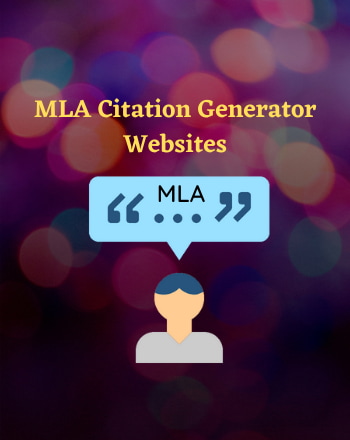 MLA Citation Generator
Websites
MLA
“ ... ”